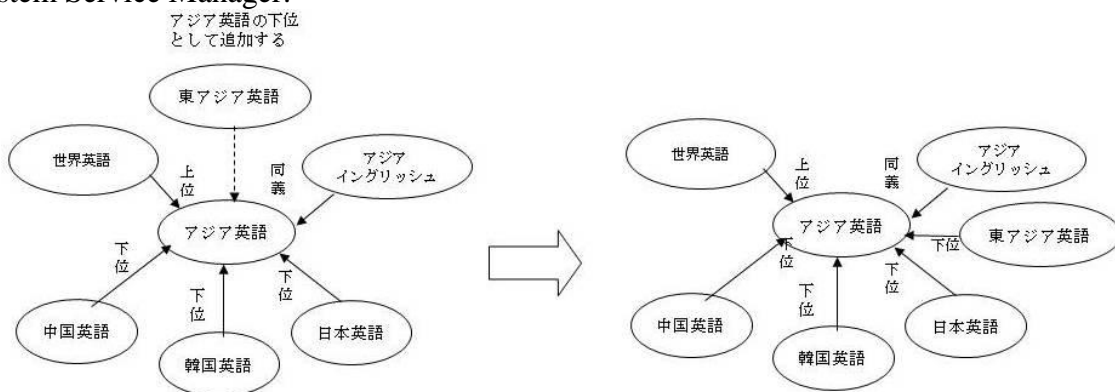 stem Service Manager.
アジア英語の下位
として追加する
東アジア英語
世界英語
上位
同義
アジア
イングリッシュ
アジア英語
下位
下位
下位
中国英語
韓国英語
日本英語
世界英語
上位
同義
アジア
イングリッシュ
アジア英語
東アジア英語
下位
下位
下位
下位
中国英語
韓国英語
日本英語